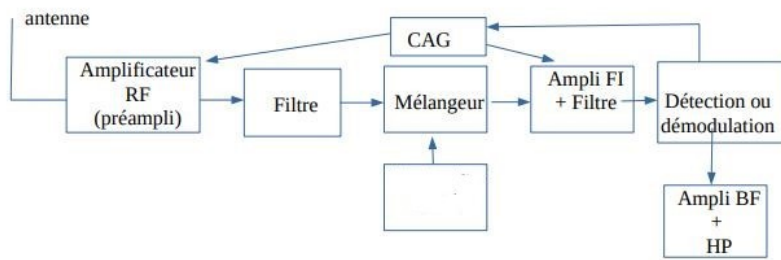 antenne
CAG
Amplificateur
RF
(préampli)
Filtre
Mélangeur
Ampli FI
+ Filtre
Détection ou
démodulation
Ampli BF
+
HP